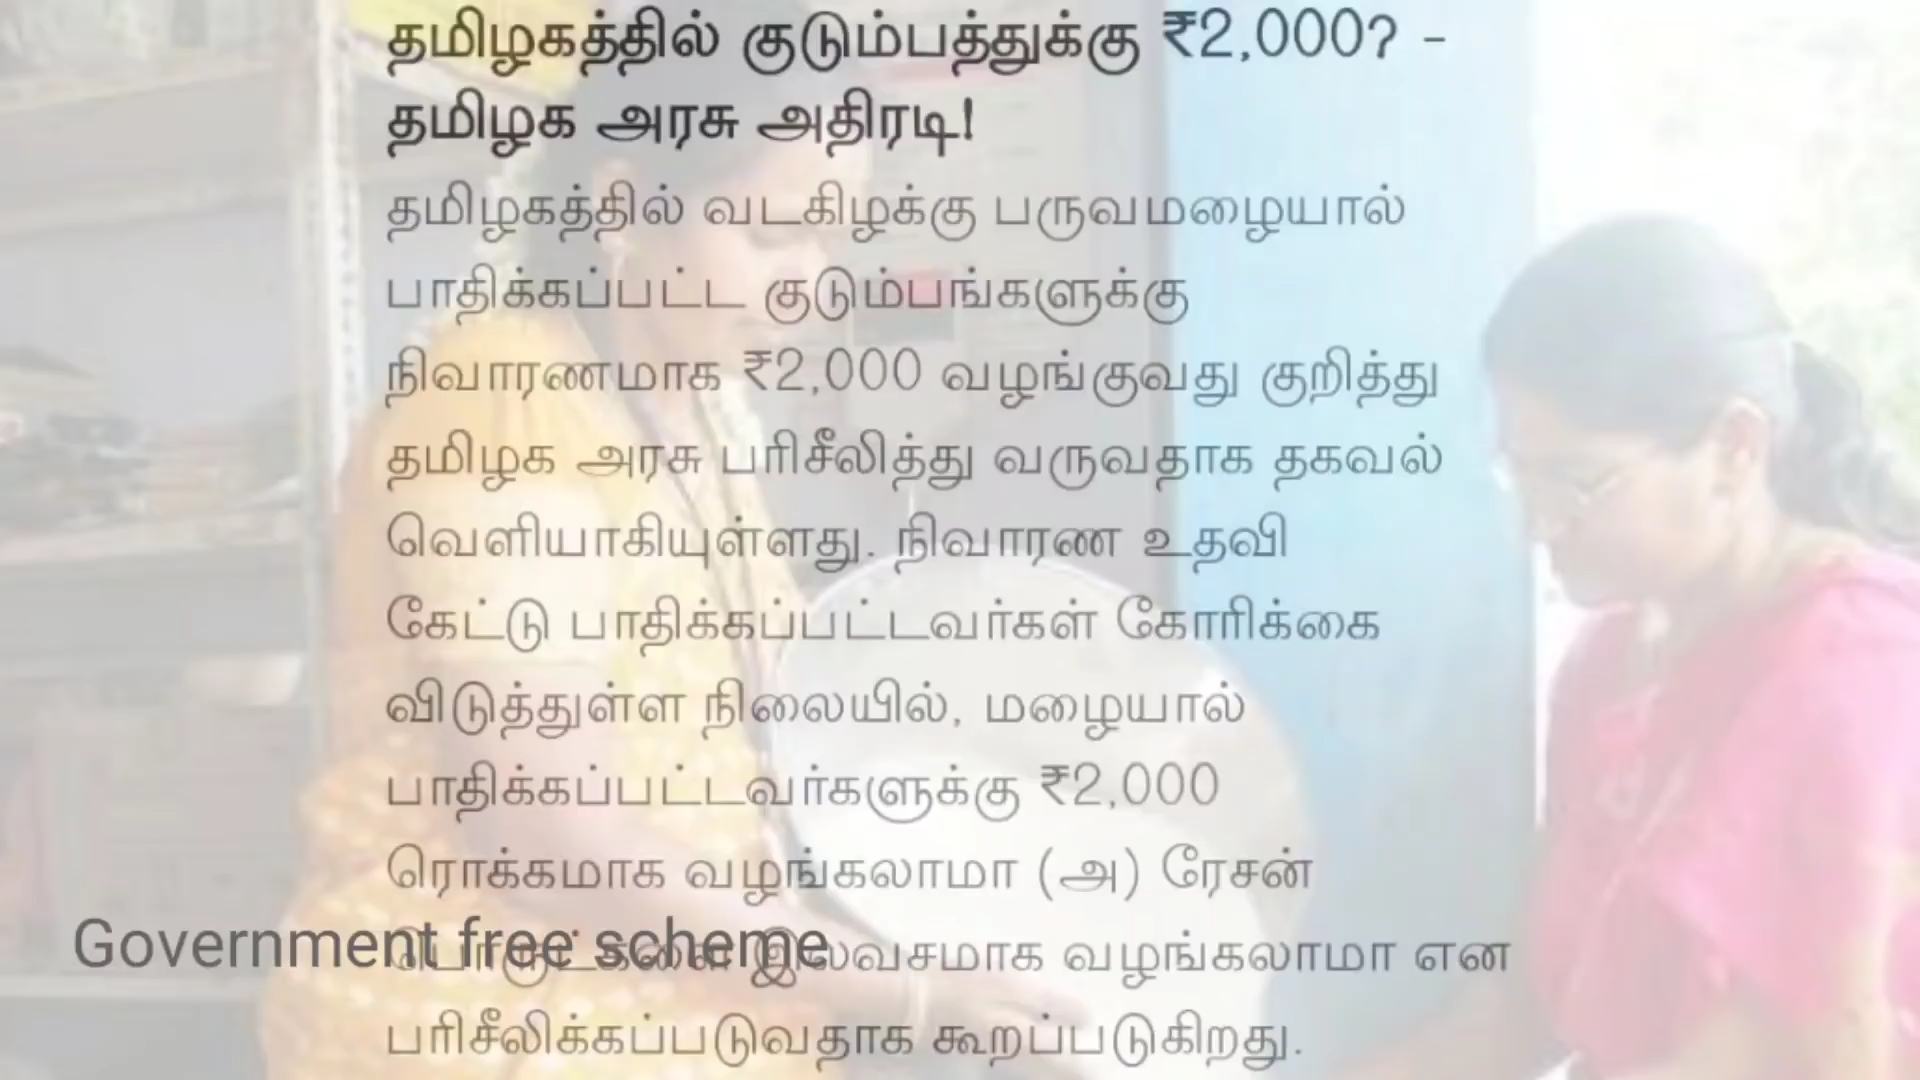 தமிழகத்தில் குடும்பத்துக்கு ₹2,000? -
தமிழக அரசு அதிரடி!
தமிழகத்தில் வடகிழக்கு பருவமழையால்
பாதிக்கப்பட்ட குடும்பங்களுக்கு
நிவாரணமாக ₹2,000 வழங்குவது குறித்து
தமிழக அரசு பரிசீலித்து வருவதாக தகவல்
வெளியாகியுள்ளது. நிவாரண உதவி
கேட்டு பாதிக்கப்பட்டவர்கள் கோரிக்கை
விடுத்துள்ள நிலையில், மழையால்
பாதிக்கப்பட்டவர்களுக்கு ₹2,000
ரொக்கமாக வழங்கலாமா (அ) ரேசன்
பொருட்களை இலவசமாக வழங்கலாமா என
Government free scheme
பரிசீலிக்கப்படுவதாக கூறப்படுகிறது.